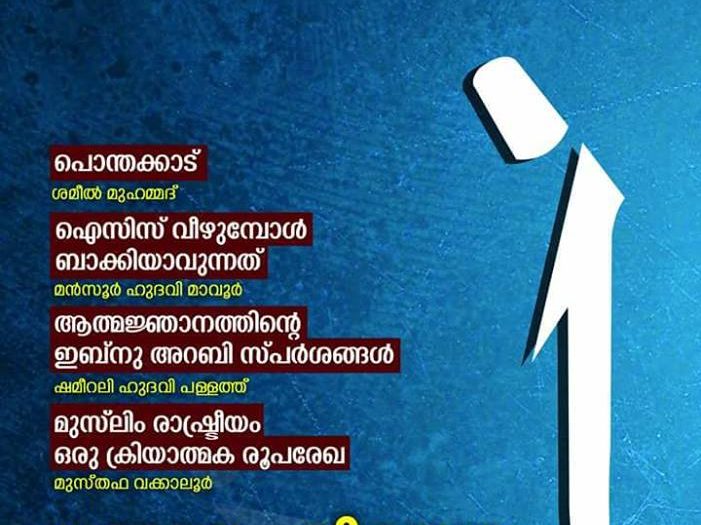 പൊന്തക്കാട്
ശമീൽ മുഹമ്മദ്
ഐസിസ് വീഴുമ്പോൾ
ബാക്കിയാവുന്നത്
മൻസൂർ ഹുദവി മാവൂർ
ആത്മജ്ഞാനത്തിന്റെ
ഇബ്നു അറബി സ്പർശങ്ങൾ
ഷമീറലി ഹുദവി പള്ളത്ത്
മുസ്‌ലിം രാഷ്ട്രീയം
ഒരു ക്രിയാത്മക രൂപരേഖ
മുസ്തഫ വക്കാലൂർ